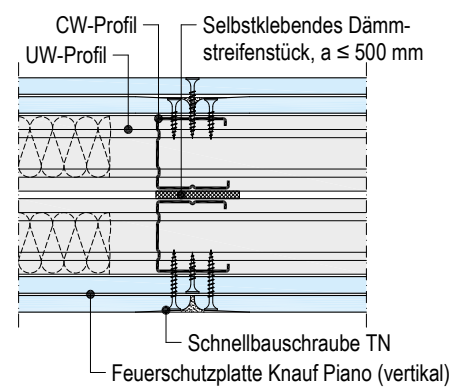 CW-Profil
UW-Profil
Selbstklebendes Dämm-
streifenstück, a ≤ 500 mm
Schnellbauschraube TN
Feuerschutzplatte Knauf Piano (vertikal)